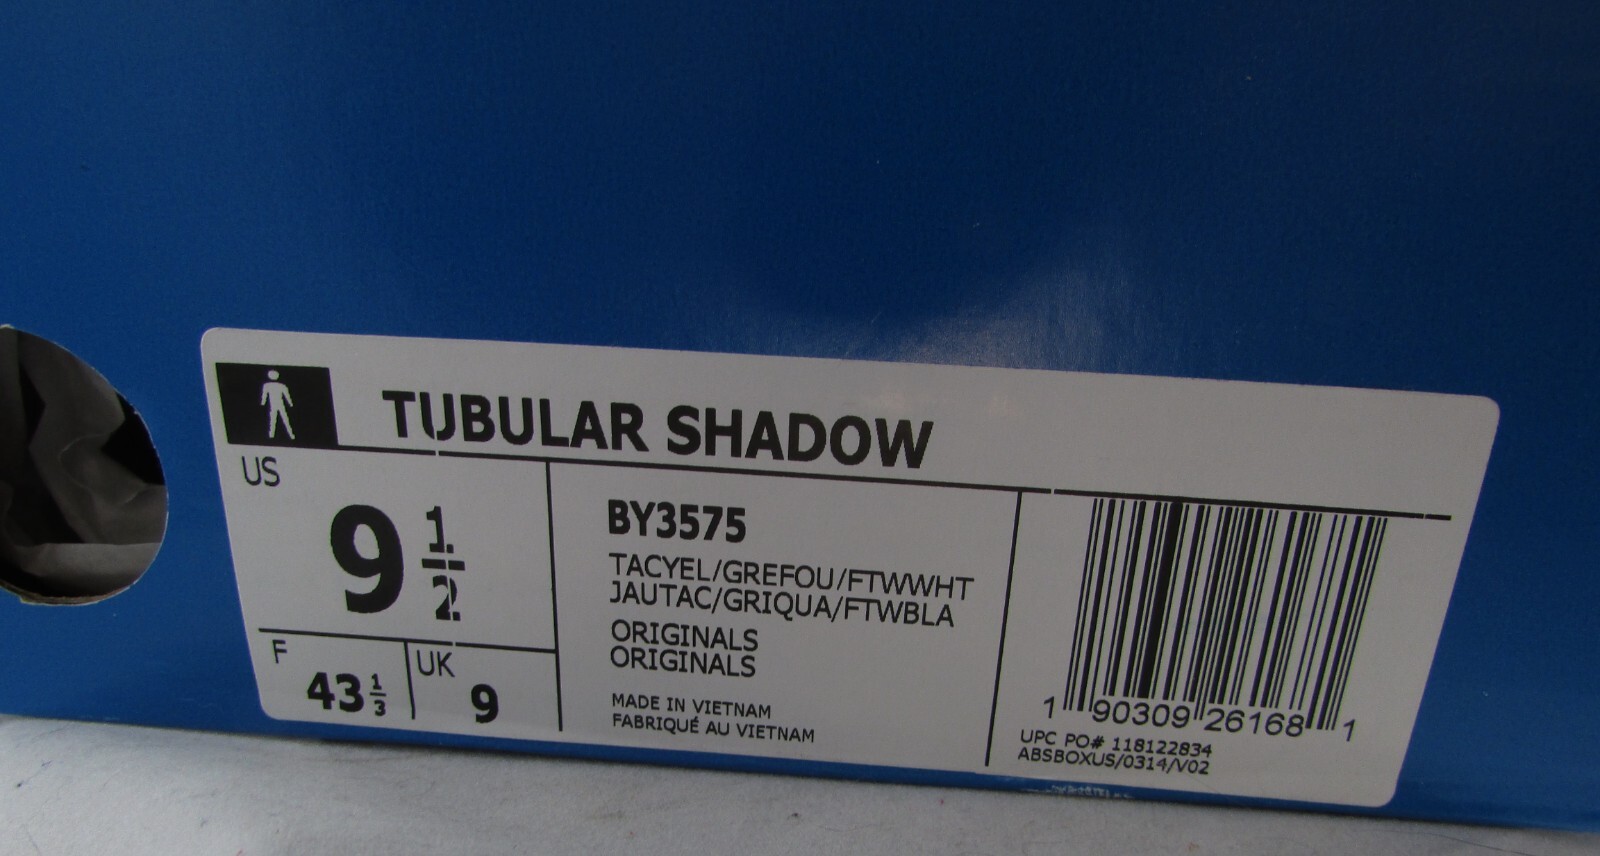 TUBULAR SHADOW
US
9 1/2
F
43 1/3
UK
9
BY3575
TACYEL/GREFOU/FTWWHT
JAUTAC/GRIQUA/FTWBLA
ORIGINALS
ORIGINALS
MADE IN VIETNAM
FABRIQUÉ AU VIETNAM
1 90309 26168 1
UPC PO# 118122834
ABSBOXUS/0314/V02